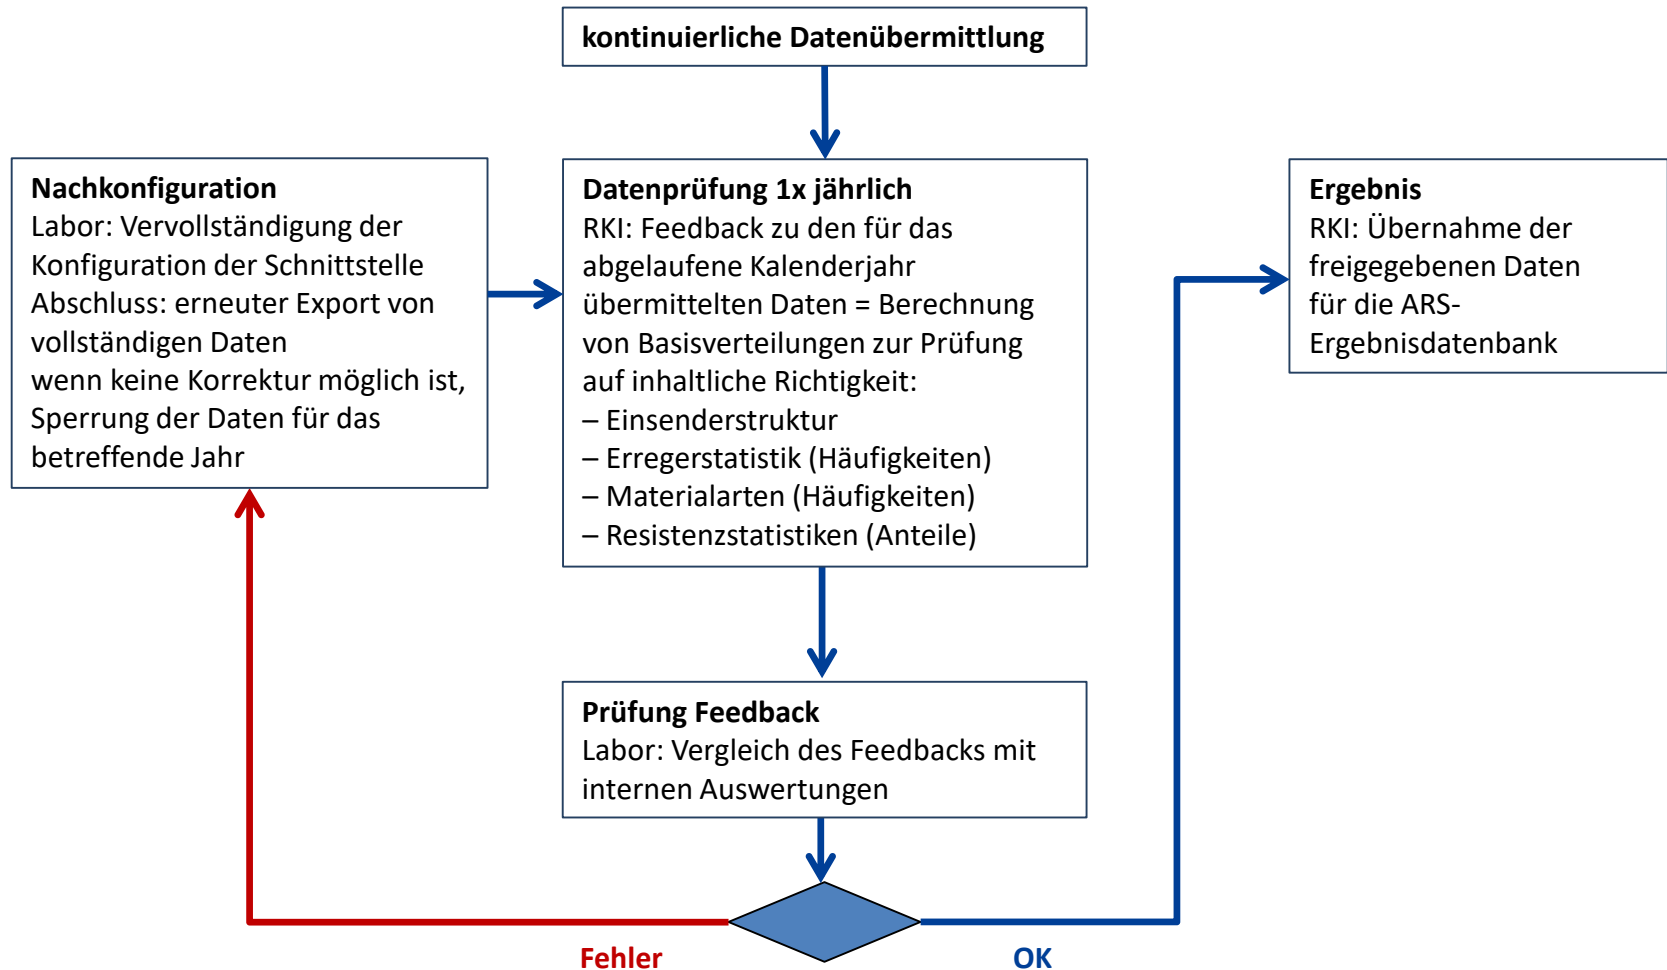 kontinuierliche Datenübermittlung
Nachkonfiguration
Labor: Vervollständigung der
Konfiguration der Schnittstelle
Abschluss: erneuter Export von
vollständigen Daten
wenn keine Korrektur möglich ist,
Sperrung der Daten für das
betreffende Jahr
Datenprüfung 1x jährlich
RKI: Feedback zu den für das
abgelaufene Kalenderjahr
übermittelten Daten = Berechnung
von Basisverteilungen zur Prüfung
auf inhaltliche Richtigkeit:
– Einsenderstruktur
– Erregerstatistik (Häufigkeiten)
– Materialarten (Häufigkeiten)
– Resistenzstatistiken (Anteile)
Ergebnis
RKI: Übernahme der
freigegebenen Daten
für die ARS-
Ergebnisdatenbank
Prüfung Feedback
Labor: Vergleich des Feedbacks mit
internen Auswertungen
Fehler
OK